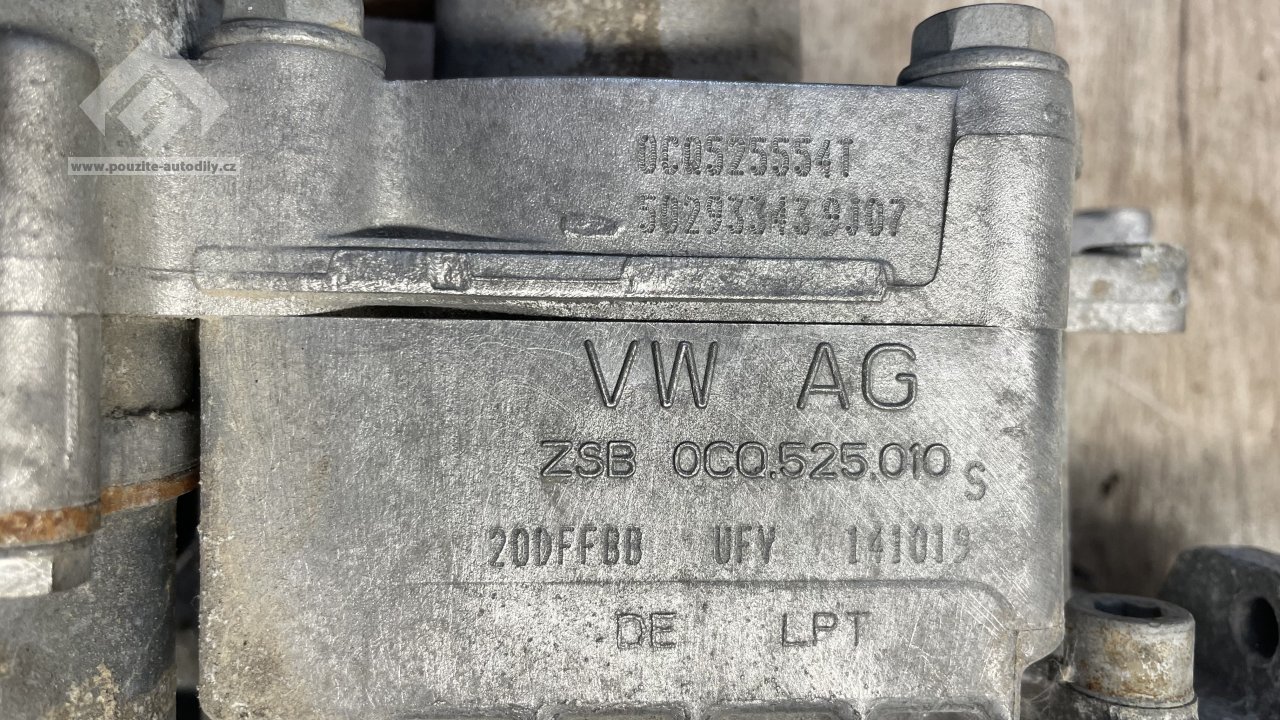 www.pouzite-autodily.cz
0CQ525554T
50293343 9J07
VW AG
ZSB 0CQ.525.010 S
20DFFBB UFV 141019
DE LPT